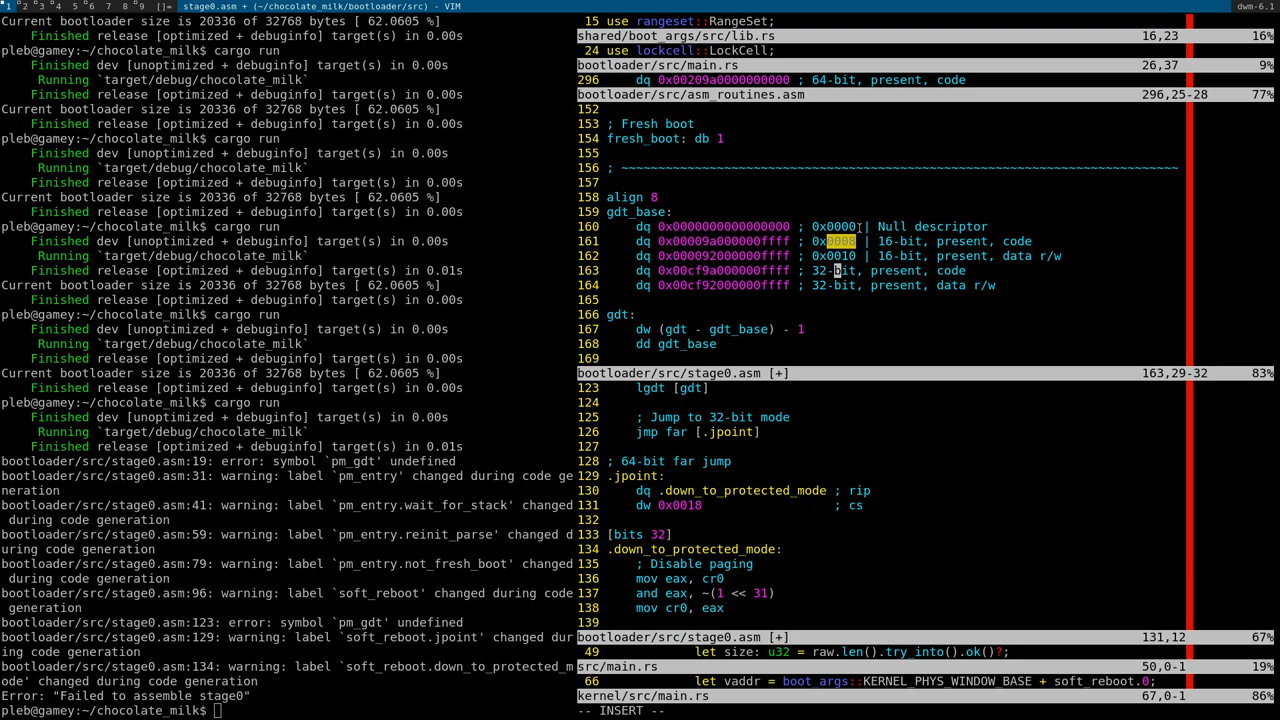 1 2 3 4 5 6 7 8 9 []= stage0.asm + (~/chocolate_milk/bootloader/src) - VIM dwm-6.1
Current bootloader size is 20336 of 32768 bytes [ 62.0605 %]
Finished release [optimized + debuginfo] target(s) in 0.00s
pleb@gamey:~/chocolate_milk$ cargo run
Finished dev [unoptimized + debuginfo] target(s) in 0.00s
Running `target/debug/chocolate_milk`
Finished release [optimized + debuginfo] target(s) in 0.00s
Current bootloader size is 20336 of 32768 bytes [ 62.0605 %]
Finished release [optimized + debuginfo] target(s) in 0.00s
pleb@gamey:~/chocolate_milk$ cargo run
Finished dev [unoptimized + debuginfo] target(s) in 0.00s
Running `target/debug/chocolate_milk`
Finished release [optimized + debuginfo] target(s) in 0.00s
Current bootloader size is 20336 of 32768 bytes [ 62.0605 %]
Finished release [optimized + debuginfo] target(s) in 0.00s
pleb@gamey:~/chocolate_milk$ cargo run
Finished dev [unoptimized + debuginfo] target(s) in 0.00s
Running `target/debug/chocolate_milk`
Finished release [optimized + debuginfo] target(s) in 0.01s
Current bootloader size is 20336 of 32768 bytes [ 62.0605 %]
Finished release [optimized + debuginfo] target(s) in 0.00s
pleb@gamey:~/chocolate_milk$ cargo run
Finished dev [unoptimized + debuginfo] target(s) in 0.00s
Running `target/debug/chocolate_milk`
Finished release [optimized + debuginfo] target(s) in 0.00s
Current bootloader size is 20336 of 32768 bytes [ 62.0605 %]
Finished release [optimized + debuginfo] target(s) in 0.00s
pleb@gamey:~/chocolate_milk$ cargo run
Finished dev [unoptimized + debuginfo] target(s) in 0.00s
Running `target/debug/chocolate_milk`
Finished release [optimized + debuginfo] target(s) in 0.01s
bootloader/src/stage0.asm:19: error: symbol `pm_gdt' undefined
bootloader/src/stage0.asm:31: warning: label `pm_entry' changed during code ge
neration
bootloader/src/stage0.asm:41: warning: label `pm_entry.wait_for_stack' changed
during code generation
bootloader/src/stage0.asm:59: warning: label `pm_entry.reinit_parse' changed d
uring code generation
bootloader/src/stage0.asm:79: warning: label `pm_entry.not_fresh_boot' changed
during code generation
bootloader/src/stage0.asm:96: warning: label `soft_reboot' changed during code
generation
bootloader/src/stage0.asm:123: error: symbol `pm_gdt' undefined
bootloader/src/stage0.asm:129: warning: label `soft_reboot.jpoint' changed dur
ing code generation
bootloader/src/stage0.asm:134: warning: label `soft_reboot.down_to_protected_m
ode' changed during code generation
Error: "Failed to assemble stage0"
pleb@gamey:~/chocolate_milk$
15 use rangeset::RangeSet;
shared/boot_args/src/lib.rs 16,23 16%
24 use lockcell::LockCell;
bootloader/src/main.rs 26,37 9%
296 dq 0x00209a0000000000 ; 64-bit, present, code
bootloader/src/asm_routines.asm 296,25-28 77%
152
153 ; Fresh boot
154 fresh_boot: db 1
155
156 ; ~~~~~~~~~~~~~~~~~~~~~~~~~~~~~~~~~~~~~~~~~~~~~~~~~~~~~~~~~~~~~~~~~~~~~~~~~~~~
157
158 align 8
159 gdt_base:
160 dq 0x0000000000000000 ; 0x0000 | Null descriptor
161 dq 0x00009a000000ffff ; 0x0008 | 16-bit, present, code
162 dq 0x000092000000ffff ; 0x0010 | 16-bit, present, data r/w
163 dq 0x00cf9a000000ffff ; 32-bit, present, code
164 dq 0x00cf92000000ffff ; 32-bit, present, data r/w
165
166 gdt:
167 dw (gdt - gdt_base) - 1
168 dd gdt_base
169
bootloader/src/stage0.asm [+] 163,29-32 83%
123 lgdt [gdt]
124
125 ; Jump to 32-bit mode
126 jmp far [.jpoint]
127
128 ; 64-bit far jump
129 .jpoint:
130 dq .down_to_protected_mode ; rip
131 dw 0x0018 ; cs
132
133 [bits 32]
134 .down_to_protected_mode:
135 ; Disable paging
136 mov eax, cr0
137 and eax, ~(1 << 31)
138 mov cr0, eax
139
bootloader/src/stage0.asm [+] 131,12 67%
49 let size: u32 = raw.len().try_into().ok()?;
src/main.rs 50,0-1 19%
66 let vaddr = boot_args::KERNEL_PHYS_WINDOW_BASE + soft_reboot.0;
kernel/src/main.rs 67,0-1 86%
-- INSERT --